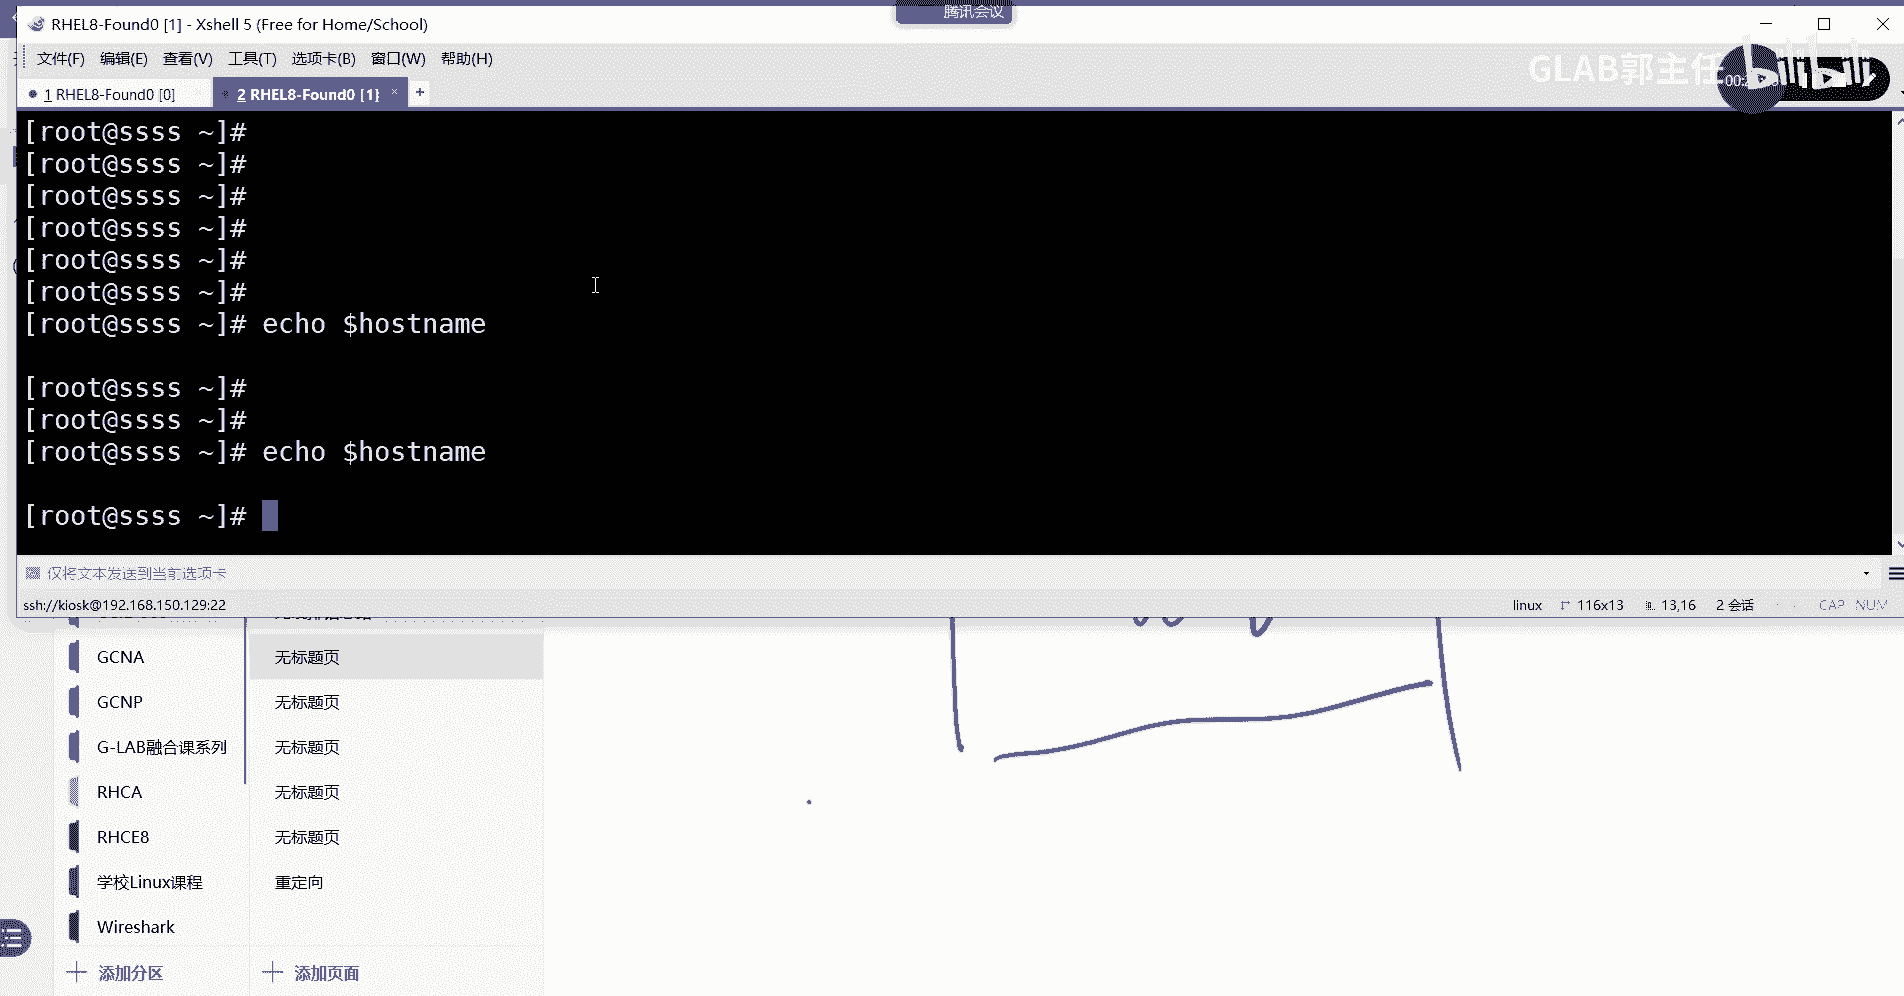 腾讯会议
RHEL8-Found0 [1] - Xshell 5 (Free for Home/School)
文件(F) 编辑(E) 查看(V) 工具(T) 选项卡(B) 窗口(W) 帮助(H)
GLAB郭主任 bilibili
1 RHEL8-Found0 [0] 2 RHEL8-Found0 [1] × +
[root@ssss ~]#
[root@ssss ~]#
[root@ssss ~]#
[root@ssss ~]#
[root@ssss ~]#
[root@ssss ~]#
[root@ssss ~]# echo $hostname
[root@ssss ~]#
[root@ssss ~]#
[root@ssss ~]# echo $hostname
[root@ssss ~]#
仅将文本发送到当前选项卡
ssh://kiosk@192.168.150.129:22 linux 116x13 13,16 2 会话 CAP NUM
GCNA 无标题页
GCNP 无标题页
G-LAB融合课系列 无标题页
RHCA 无标题页
RHCE8 无标题页
学校Linux课程 重定向
Wireshark
添加分区 添加页面